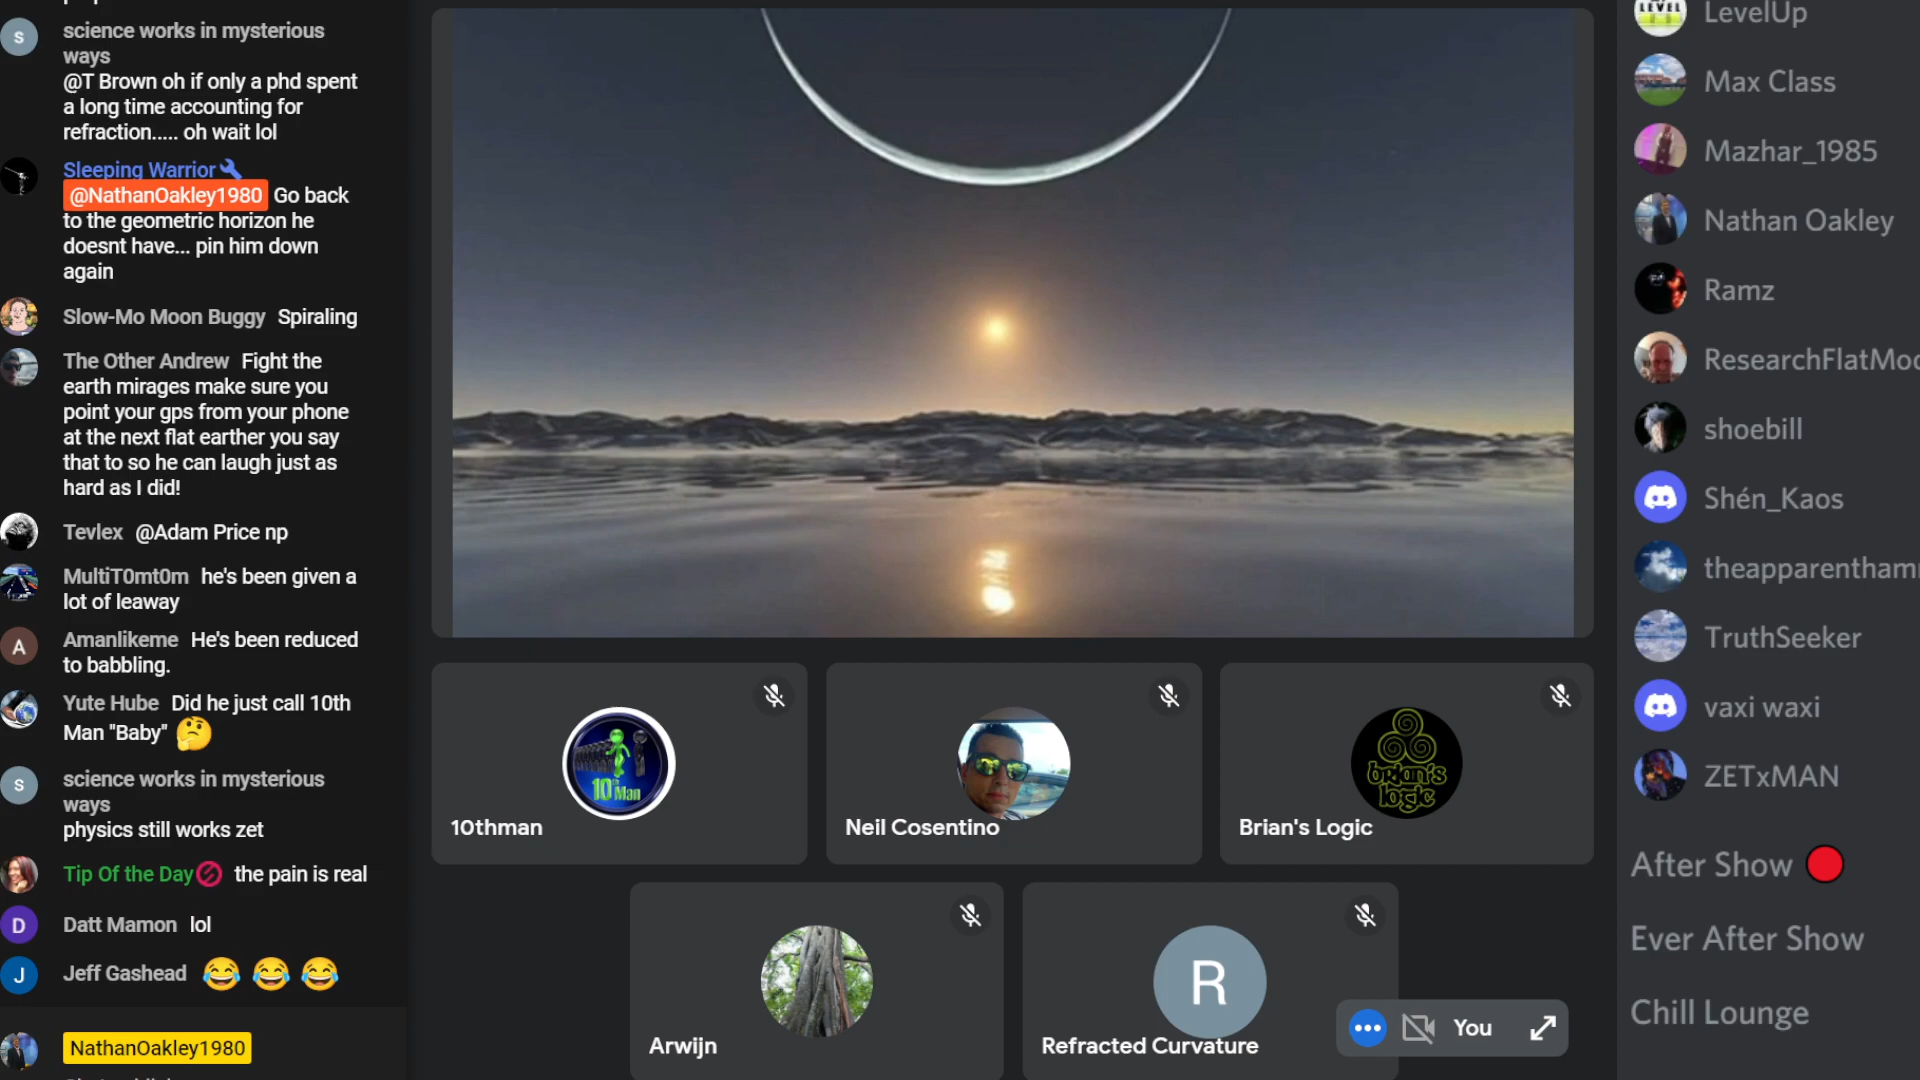 science works in mysterious
ways
@T Brown oh if only a phd spent
a long time accounting for
refraction..... oh wait lol
Sleeping Warrior
@NathanOakley1980 Go back
to the geometric horizon he
doesnt have... pin him down
again
Slow-Mo Moon Buggy Spiraling
The Other Andrew Fight the
earth mirages make sure you
point your gps from your phone
at the next flat earther you say
that to so he can laugh just as
hard as I did!
Tevlex @Adam Price np
MultiT0mt0m he's been given a
lot of leaway
Amanlikeme He's been reduced
to babbling.
Yute Hube Did he just call 10th
Man "Baby" 🤔
science works in mysterious
ways
physics still works zet
Tip Of the Day the pain is real
Datt Mamon lol
Jeff Gashead 😂 😂 😂
NathanOakley1980
S
S
A
D
J
10th
Man
10thman
Neil Cosentino
brian's
logic
Brian's Logic
Arwijn
R
Refracted Curvature
You
LEVEL
LevelUp
Max Class
Mazhar_1985
Nathan Oakley
Ramz
ResearchFlatMoo
shoebill
Shén_Kaos
theapparentham
TruthSeeker
vaxi waxi
ZETxMAN
After Show
Ever After Show
Chill Lounge